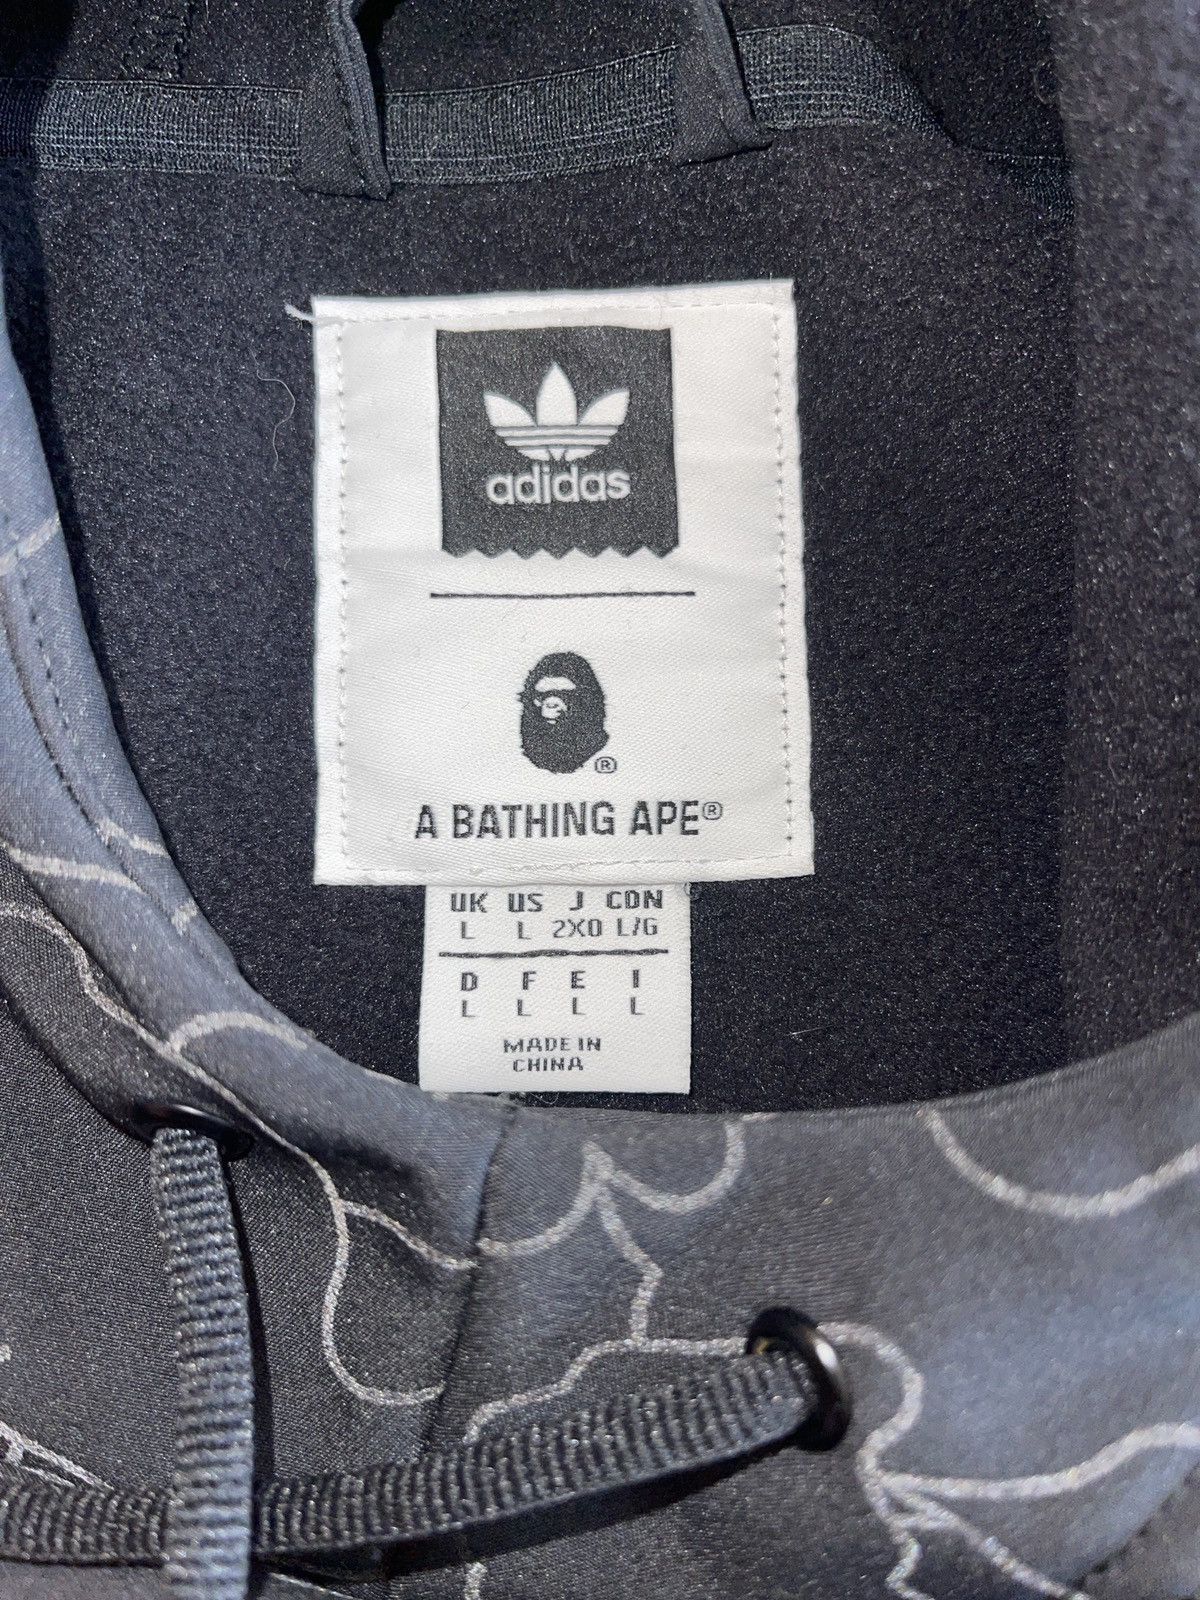 adidas
®
A BATHING APE®
UK US J CDN
L L 2XO L/G
D F E I
L L L L
MADE IN
CHINA